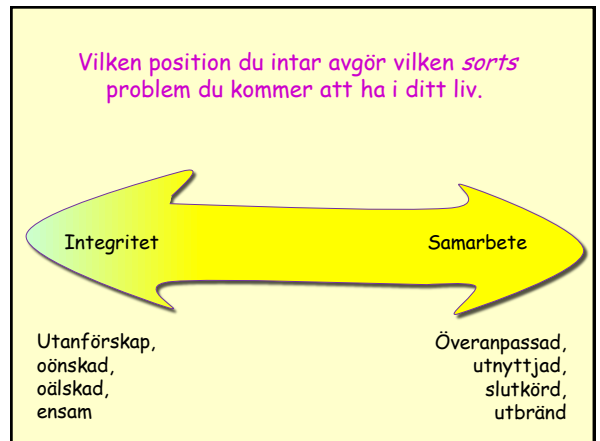 Vilken position du intar avgör vilken sorts
problem du kommer att ha i ditt liv.
Integritet
Samarbete
Utanförskap,
oönskad,
oälskad,
ensam
Överanpassad,
utnyttjad,
slutkörd,
utbränd